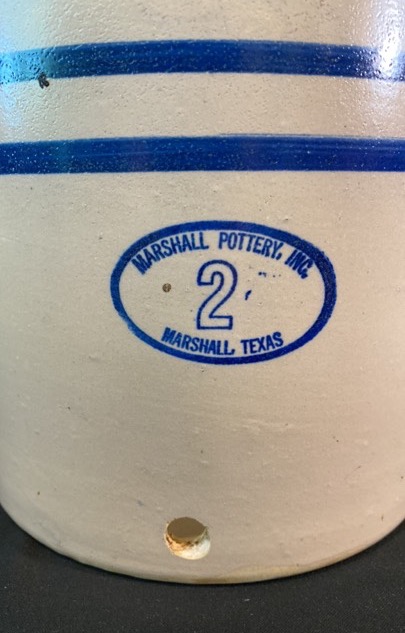 MARSHALL POTTERY, INC.
2
MARSHALL, TEXAS